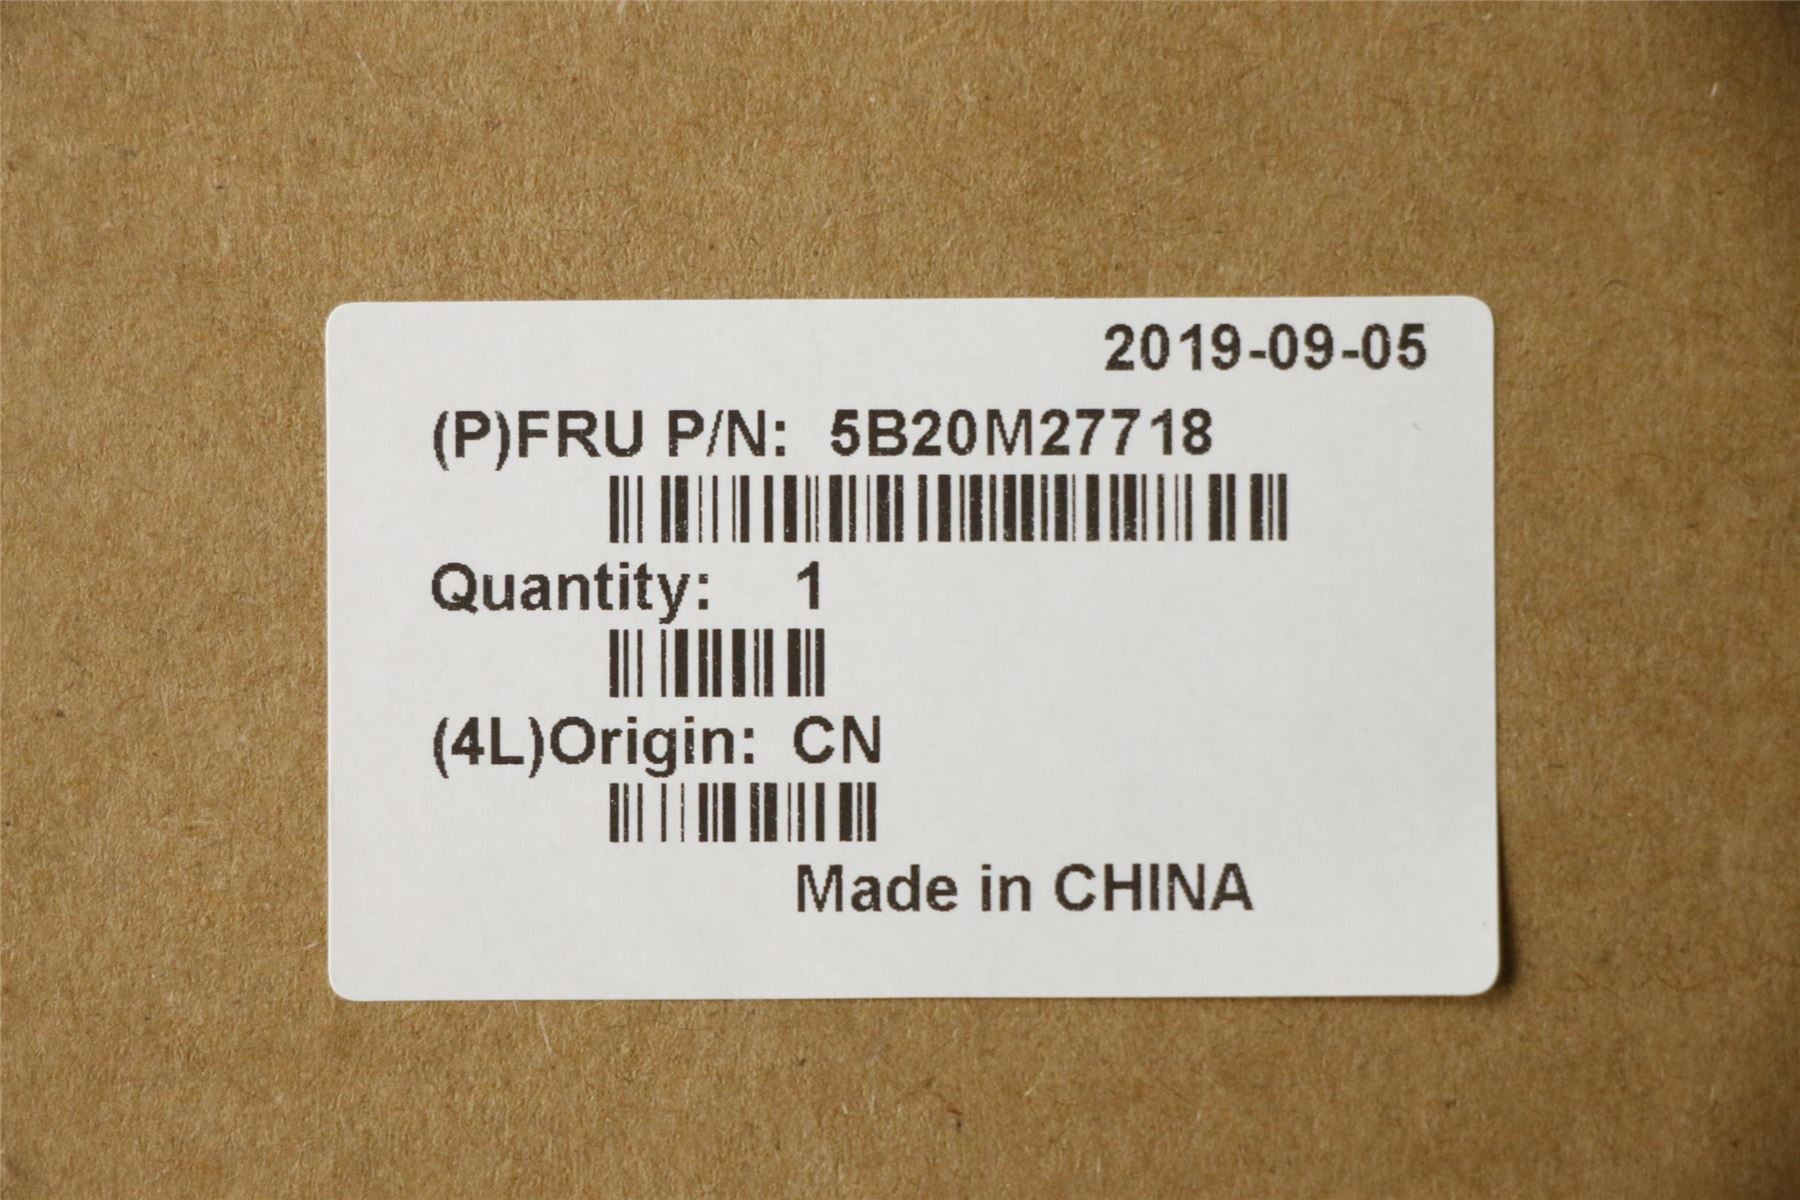 2019-09-05
(P)FRU P/N: 5B20M27718
Quantity: 1
(4L)Origin: CN
Made in CHINA